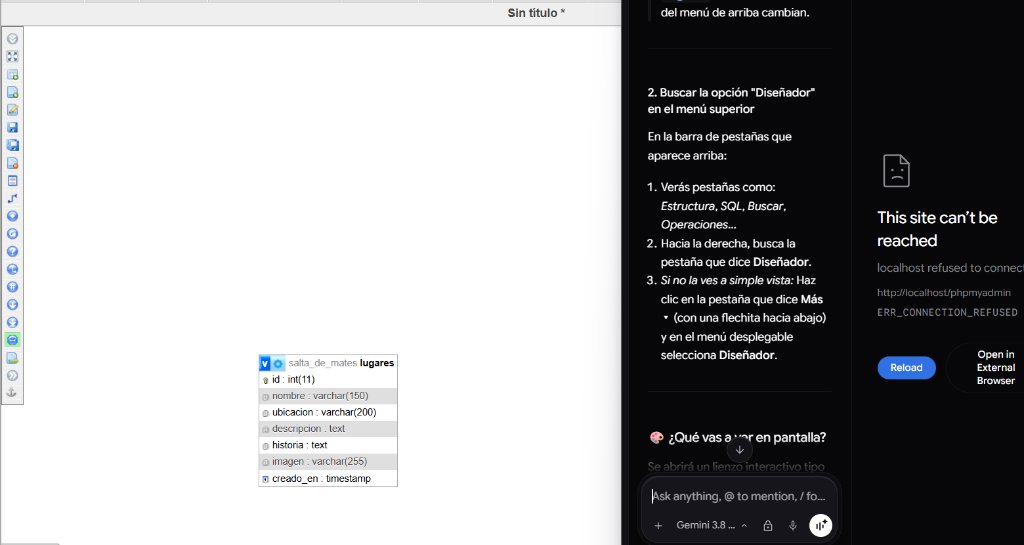 Sin título *
salta_de_mates lugares
id : int(11)
nombre : varchar(150)
ubicacion : varchar(200)
descripcion : text
historia : text
imagen : varchar(255)
creado_en : timestamp
del menú de arriba cambian.
2. Buscar la opción "Diseñador"
en el menú superior
En la barra de pestañas que
aparece arriba:
1. Verás pestañas como:
Estructura, SQL, Buscar,
Operaciones...
2. Hacia la derecha, busca la
pestaña que dice Diseñador.
3. Si no la ves a simple vista: Haz
clic en la pestaña que dice Más
▾ (con una flechita hacia abajo)
y en el menú desplegable
selecciona Diseñador.
🎨 ¿Qué vas a ver en pantalla?
Se abrirá un lienzo interactivo tipo
Ask anything, @ to mention, / fo...
Gemini 3.8 ...
This site can't be
reached
localhost refused to connect
http://localhost/phpmyadmin
ERR_CONNECTION_REFUSED
Reload
Open in
External
Browser